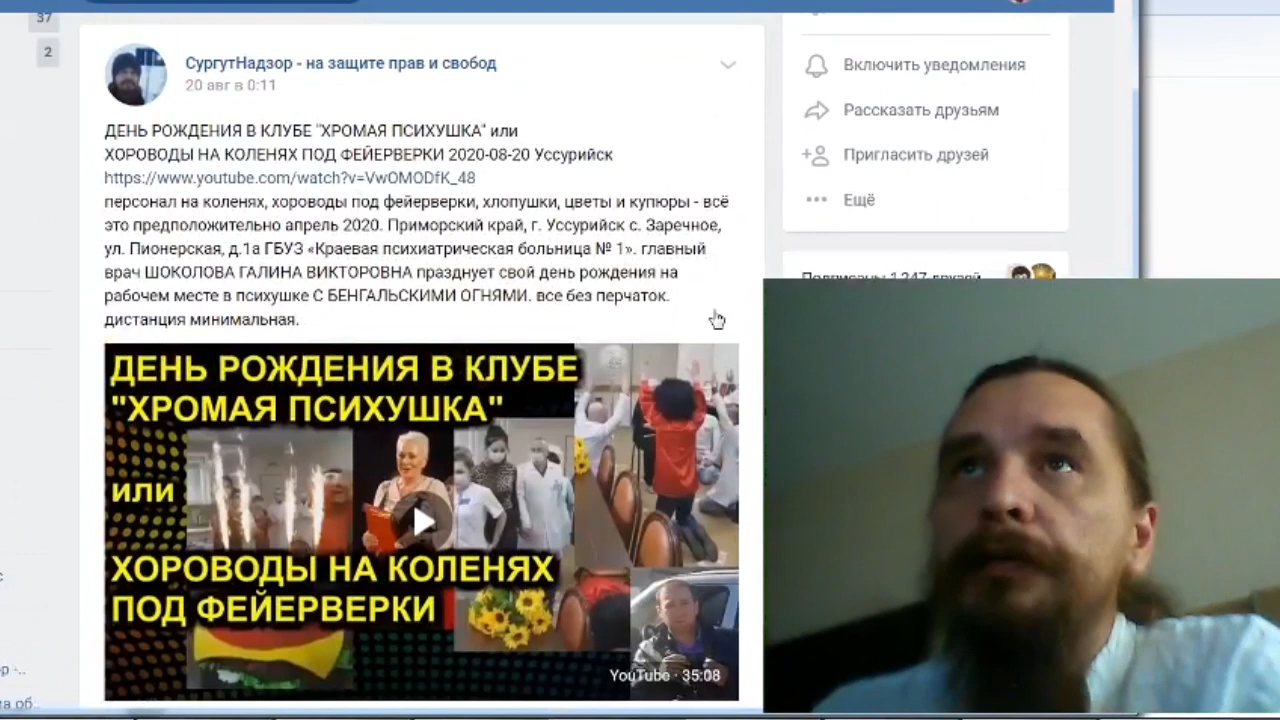 37
2
СургутНадзор - на защите прав и свобод
20 авг в 0:11
ДЕНЬ РОЖДЕНИЯ В КЛУБЕ "ХРОМАЯ ПСИХУШКА" или
ХОРОВОДЫ НА КОЛЕНЯХ ПОД ФЕЙЕРВЕРКИ 2020-08-20 Уссурийск
https://www.youtube.com/watch?v=VwOMODfK_48
персонал на коленях, хороводы под фейерверки, хлопушки, цветы и купюры - всё
это предположительно апрель 2020. Приморский край, г. Уссурийск с. Заречное,
ул. Пионерская, д.1а ГБУЗ «Краевая психиатрическая больница № 1». главный
врач ШОКОЛОВА ГАЛИНА ВИКТОРОВНА празднует свой день рождения на
рабочем месте в психушке С БЕНГАЛЬСКИМИ ОГНЯМИ. все без перчаток.
дистанция минимальная.
ДЕНЬ РОЖДЕНИЯ В КЛУБЕ
"ХРОМАЯ ПСИХУШКА"
или
ХОРОВОДЫ НА КОЛЕНЯХ
ПОД ФЕЙЕРВЕРКИ
YouTube · 35:08
Включить уведомления
Рассказать друзьям
Пригласить друзей
Ещё